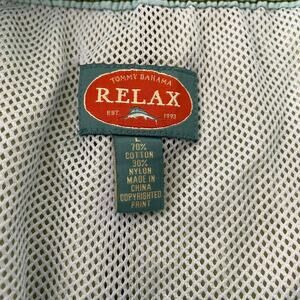 TOMMY BAHAMA
RELAX
EST. 1993
L
70%
COTTON
30%
NYLON
MADE IN
CHINA
COPYRIGHTED
PRINT